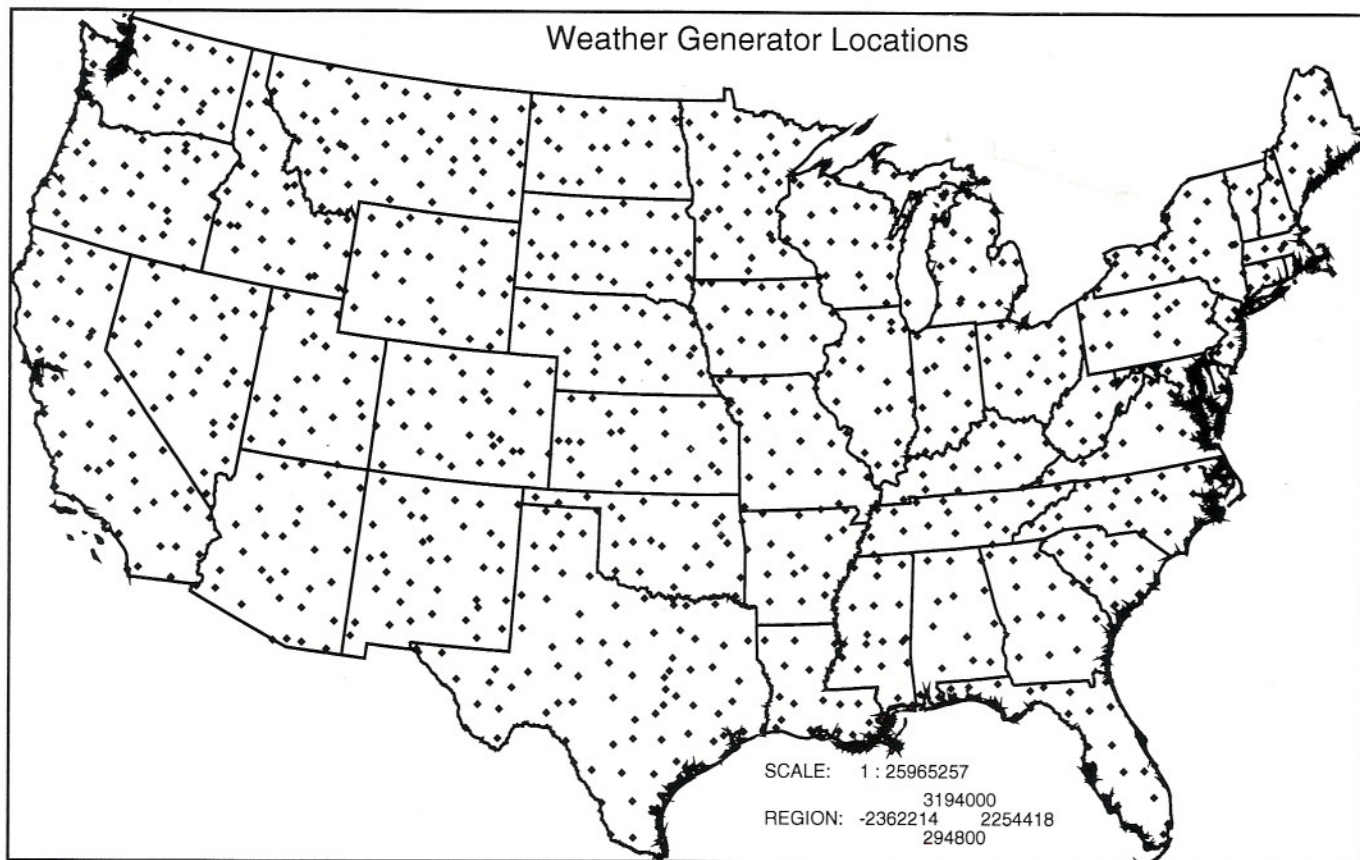 Weather Generator Locations
SCALE: 1 : 25965257
3194000
REGION: -2362214 2254418
294800